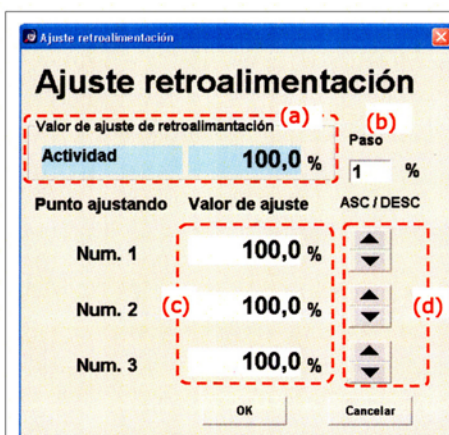 Ajuste retroalimentación
Ajuste retroalimentación
(a)
(b)
Valor de ajuste de retroalimantación
Paso
Actividad 100,0 %
1 %
Punto ajustando Valor de ajuste ASC / DESC
Num. 1 100,0 %
Num. 2 (c) 100,0 % (d)
Num. 3 100,0 %
OK Cancelar